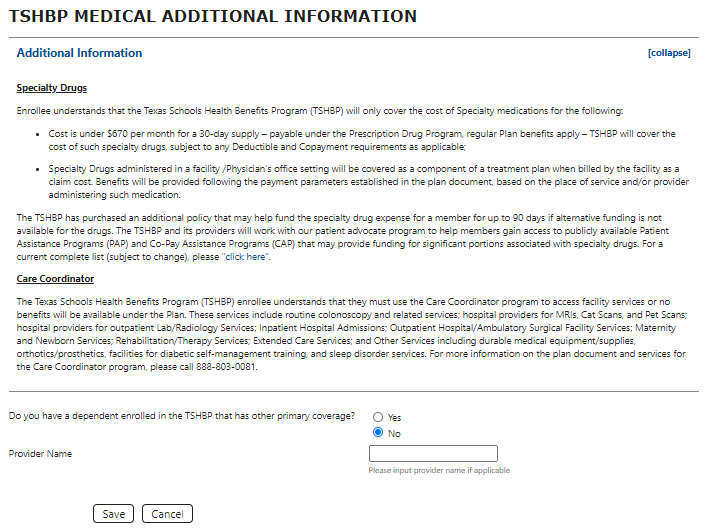 TSHBP MEDICAL ADDITIONAL INFORMATION
Additional Information
[collapse]
Specialty Drugs
Enrollee understands that the Texas Schools Health Benefits Program (TSHBP) will only cover the cost of Specialty medications for the following:
• Cost is under $670 per month for a 30-day supply – payable under the Prescription Drug Program, regular Plan benefits apply – TSHBP will cover the
cost of such specialty drugs, subject to any Deductible and Copayment requirements as applicable;
• Specialty Drugs administered in a facility /Physician's office setting will be covered as a component of a treatment plan when billed by the facility as a
claim cost. Benefits will be provided following the payment parameters established in the plan document, based on the place of service and/or provider
administering such medication.
The TSHBP has purchased an additional policy that may help fund the specialty drug expense for a member for up to 90 days if alternative funding is not
available for the drugs. The TSHBP and its providers will work with our patient advocate program to help members gain access to publicly available Patient
Assistance Programs (PAP) and Co-Pay Assistance Programs (CAP) that may provide funding for significant portions associated with specialty drugs. For a
current complete list (subject to change), please "click here".
Care Coordinator
The Texas Schools Health Benefits Program (TSHBP) enrollee understands that they must use the Care Coordinator program to access facility services or no
benefits will be available under the Plan. These services include routine colonoscopy and related services; hospital providers for MRIs, Cat Scans, and Pet Scans;
hospital providers for outpatient Lab/Radiology Services; Inpatient Hospital Admissions; Outpatient Hospital/Ambulatory Surgical Facility Services; Maternity
and Newborn Services; Rehabilitation/Therapy Services; Extended Care Services; and Other Services including durable medical equipment/supplies,
orthotics/prosthetics, facilities for diabetic self-management training, and sleep disorder services. For more information on the plan document and services for
the Care Coordinator program, please call 888-803-0081.
Do you have a dependent enrolled in the TSHBP that has other primary coverage?
Yes
No
Provider Name
Please input provider name if applicable
Save
Cancel